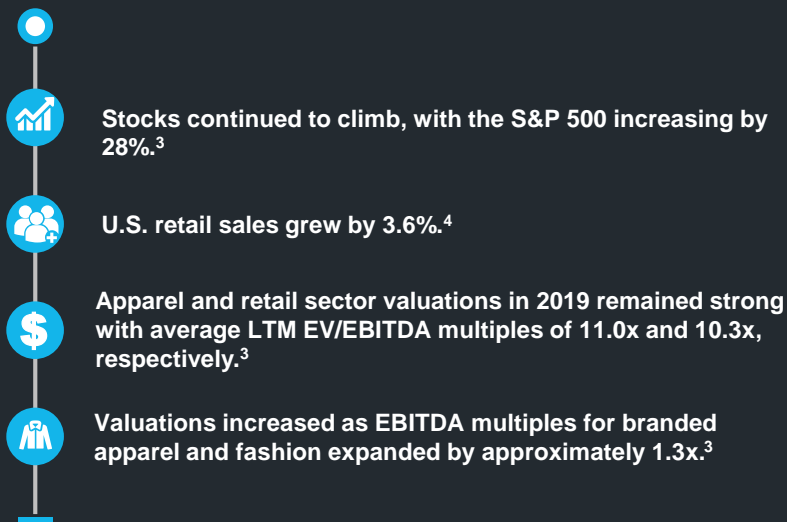 Stocks continued to climb, with the S&P 500 increasing by
28%.³
U.S. retail sales grew by 3.6%.⁴
Apparel and retail sector valuations in 2019 remained strong
with average LTM EV/EBITDA multiples of 11.0x and 10.3x,
respectively.³
Valuations increased as EBITDA multiples for branded
apparel and fashion expanded by approximately 1.3x.³